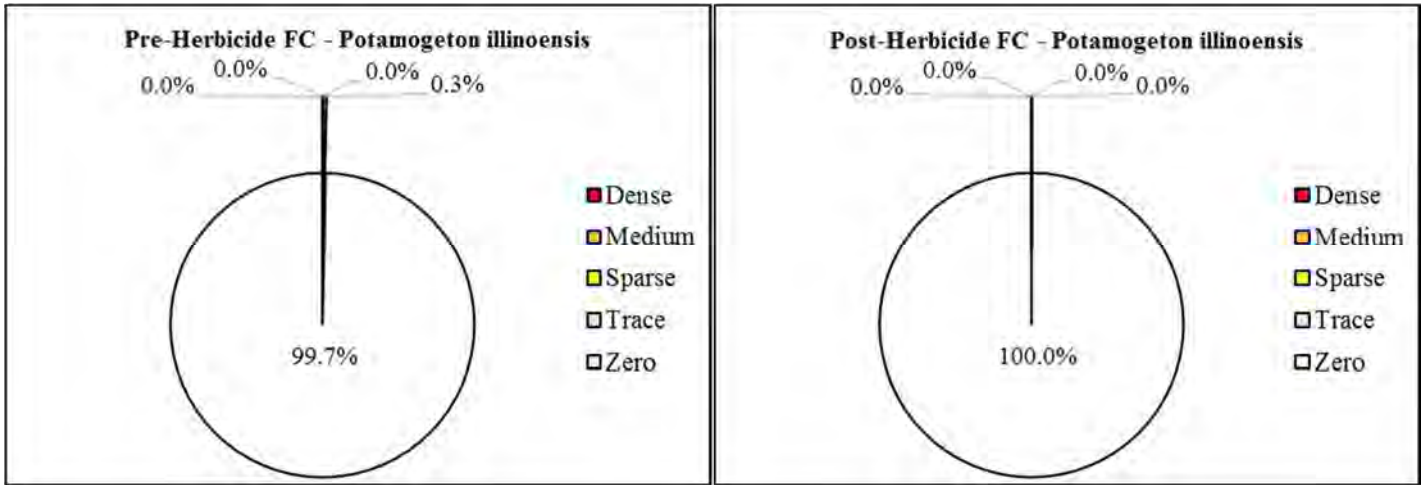 Pre-Herbicide FC - Potamogeton illinoensis
0.0%
0.0%
0.0%
0.3%
Dense
Medium
Sparse
Trace
Zero
99.7%
Post-Herbicide FC - Potamogeton illinoensis
0.0%
0.0%
0.0%
0.0%
Dense
Medium
Sparse
Trace
Zero
100.0%